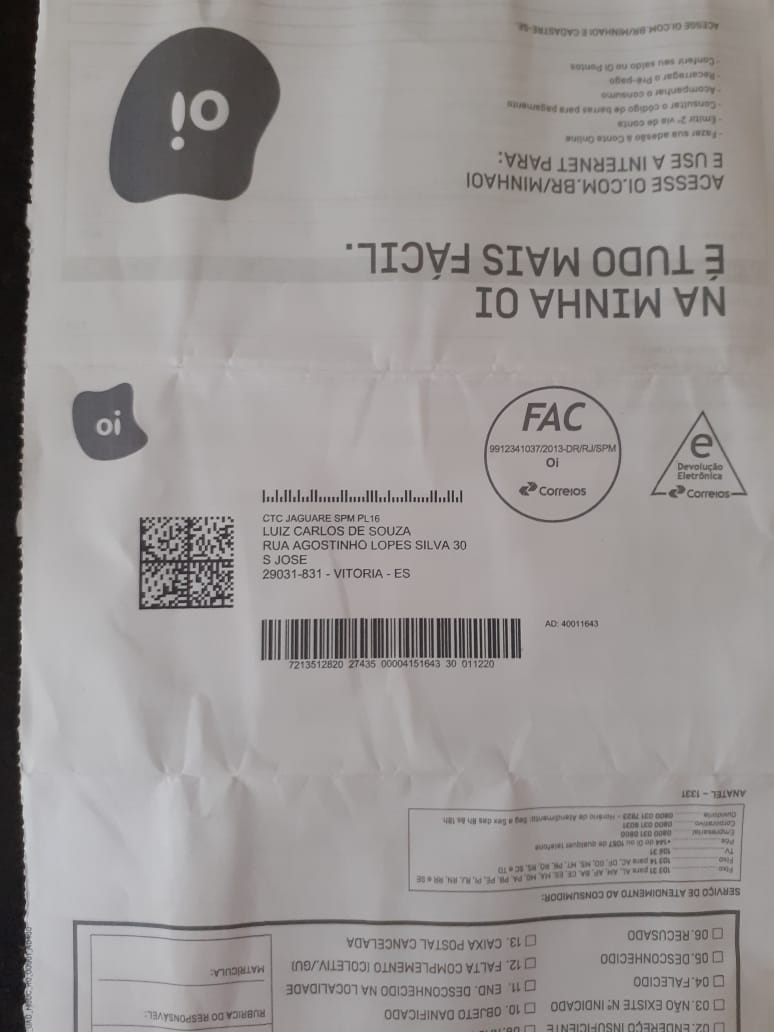 NA MINHA OI
É TUDO MAIS FÁCIL.
ACESSE OI.COM.BR/MINHAOI
E USE A INTERNET PARA:
- Fazer sua adesão à Conta Online
- Emitir 2ª via de conta
- Consultar o código de barras para pagamento
- Acompanhar o consumo
- Recarregar o Pré-pago
- Conferir seu saldo no Oi Pontos
ACESSE OI.COM.BR/MINHAOI E CADASTRE-SE.
oi
oi
FAC
9912341037/2013-DR/RJ/SPM
Oi
Correios
e
Devolução
Eletrônica
Correios
CTC JAGUARE SPM PL16
LUIZ CARLOS DE SOUZA
RUA AGOSTINHO LOPES SILVA 30
S JOSE
29031-831 - VITORIA - ES
AD: 40011643
7213512820 27435 00004151643 30 011220
02. ENDEREÇO INSUFICIENTE
03. NÃO EXISTE Nº INDICADO
04. FALECIDO
05. DESCONHECIDO
06. RECUSADO
10. OBJETO DANIFICADO
11. END. DESCONHECIDO NA LOCALIDADE
12. FALTA COMPLEMENTO (COLETIV./GU)
13. CAIXA POSTAL CANCELADA
RUBRICA DO RESPONSÁVEL:
MATRÍCULA:
SERVIÇO DE ATENDIMENTO AO CONSUMIDOR:
Fixo 103 31 para AL, AM, AP, BA, CE, ES, MA, MG, PA, PB, PE, PI, RJ, RN, RR e SE
Fixo 103 14 para AC, DF, GO, MS, MT, PR, RO, RS, SC e TO
TV 106 31
Pós *144 do Oi ou 1057 de qualquer telefone
Empresarial 0800 031 0800
Corporativo 0800 031 8031
Ouvidoria 0800 031 7923 - Horário de Atendimento: Seg a Sex das 8h às 18h
ANATEL - 1331